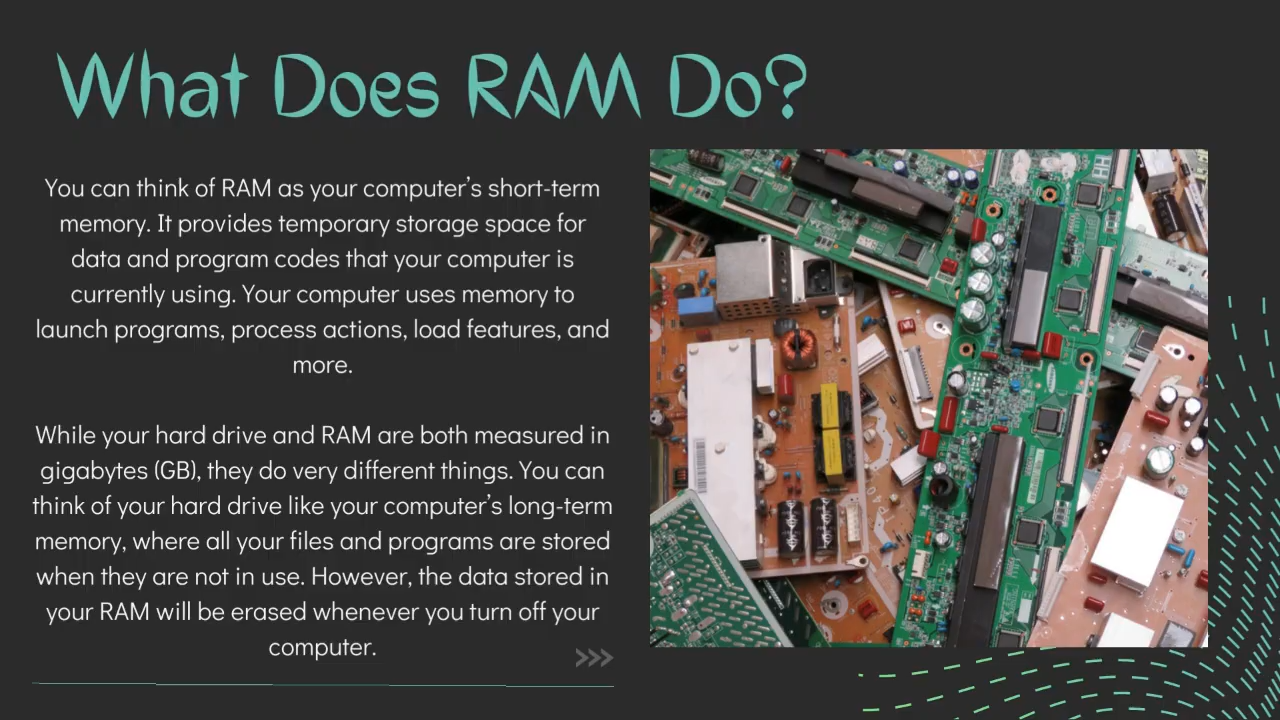 What Does RAM Do?
You can think of RAM as your computer's short-term
memory. It provides temporary storage space for
data and program codes that your computer is
currently using. Your computer uses memory to
launch programs, process actions, load features, and
more.
While your hard drive and RAM are both measured in
gigabytes (GB), they do very different things. You can
think of your hard drive like your computer's long-term
memory, where all your files and programs are stored
when they are not in use. However, the data stored in
your RAM will be erased whenever you turn off your
computer.